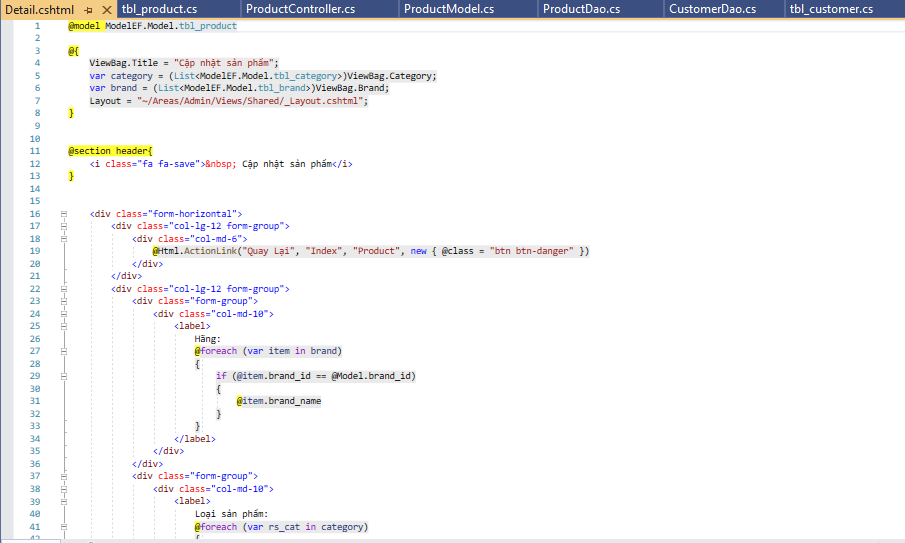 Detail.cshtml tbl_product.cs ProductController.cs ProductModel.cs ProductDao.cs CustomerDao.cs tbl_customer.cs
1 @model ModelEF.Model.tbl_product
2
3 @{
4 ViewBag.Title = "Cập nhật sản phẩm";
5 var category = (List<ModelEF.Model.tbl_category>)ViewBag.Category;
6 var brand = (List<ModelEF.Model.tbl_brand>)ViewBag.Brand;
7 Layout = "~/Areas/Admin/Views/Shared/_Layout.cshtml";
8 }
9
10
11 @section header{
12 <i class="fa fa-save">&nbsp; Cập nhật sản phẩm</i>
13 }
14
15
16 <div class="form-horizontal">
17 <div class="col-lg-12 form-group">
18 <div class="col-md-6">
19 @Html.ActionLink("Quay Lại", "Index", "Product", new { @class = "btn btn-danger" })
20 </div>
21 </div>
22 <div class="col-lg-12 form-group">
23 <div class="form-group">
24 <div class="col-md-10">
25 <label>
26 Hãng:
27 @foreach (var item in brand)
28 {
29 if (@item.brand_id == @Model.brand_id)
30 {
31 @item.brand_name
32 }
33 }
34 </label>
35 </div>
36 </div>
37 <div class="form-group">
38 <div class="col-md-10">
39 <label>
40 Loại sản phẩm:
41 @foreach (var rs_cat in category)
42 {